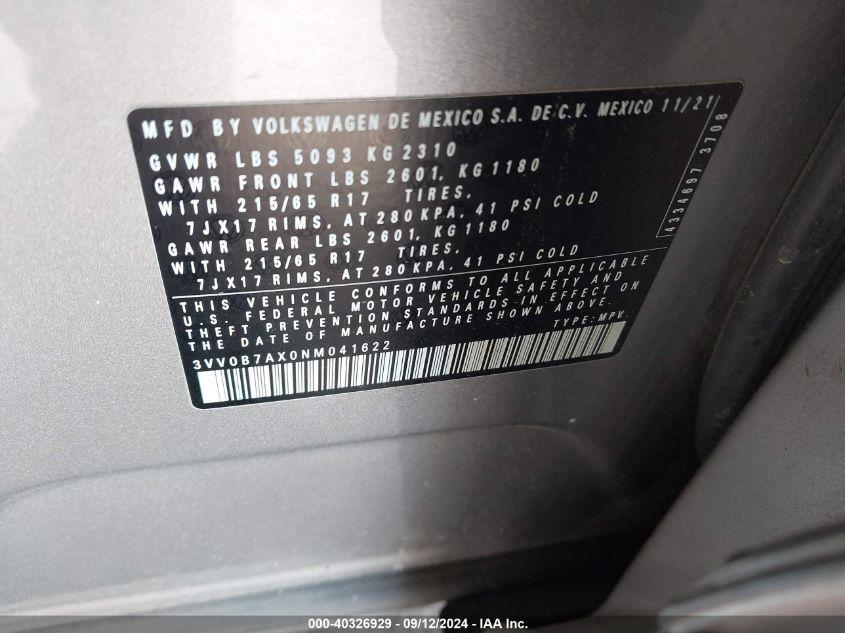 MFD BY VOLKSWAGEN DE MEXICO S.A. DE C.V. MEXICO 11/21
GVWR LBS 5093 KG 2310
GAWR FRONT LBS 2601, KG 1180
WITH 215/65 R17 TIRES,
7JX17 RIMS, AT 280 KPA, 41 PSI COLD
GAWR REAR LBS 2601, KG 1180
WITH 215/65 R17 TIRES,
7JX17 RIMS, AT 280 KPA, 41 PSI COLD
THIS VEHICLE CONFORMS TO ALL APPLICABLE
U.S. FEDERAL MOTOR VEHICLE SAFETY AND
THEFT PREVENTION STANDARDS IN EFFECT ON
THE DATE OF MANUFACTURE SHOWN ABOVE.
3VV0B7AX0NM041622 TYPE: MPV
4334697 3708
000-40326929 - 09/12/2024 - IAA Inc.